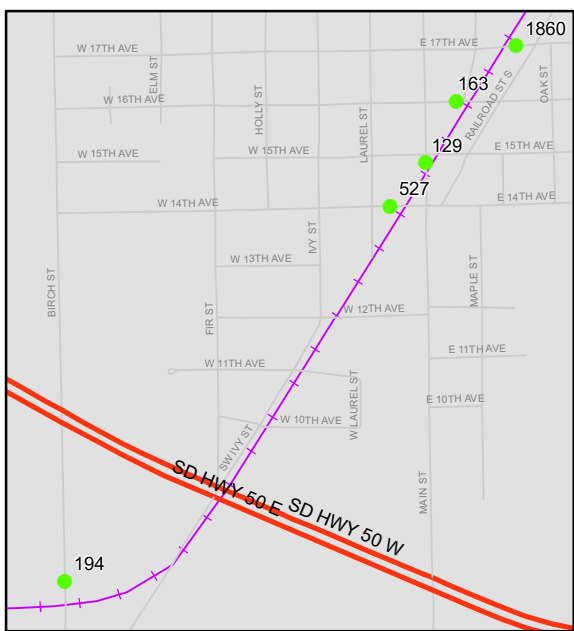 1860
W 17TH AVE
E 17TH AVE
ELM ST
163
OAK ST
W 16TH AVE
HOLLY ST
RAILROAD ST S
LAUREL ST
129
W 15TH AVE
W 15TH AVE
E 15TH AVE
527
W 14TH AVE
E 14TH AVE
IVY ST
W 13TH AVE
BIRCH ST
MAPLE ST
FIR ST
W 12TH AVE
E 11TH AVE
W 11TH AVE
W LAUREL ST
E 10TH AVE
W 10TH AVE
SW IVY ST
MAIN ST
SD HWY 50 E
SD HWY 50 W
194